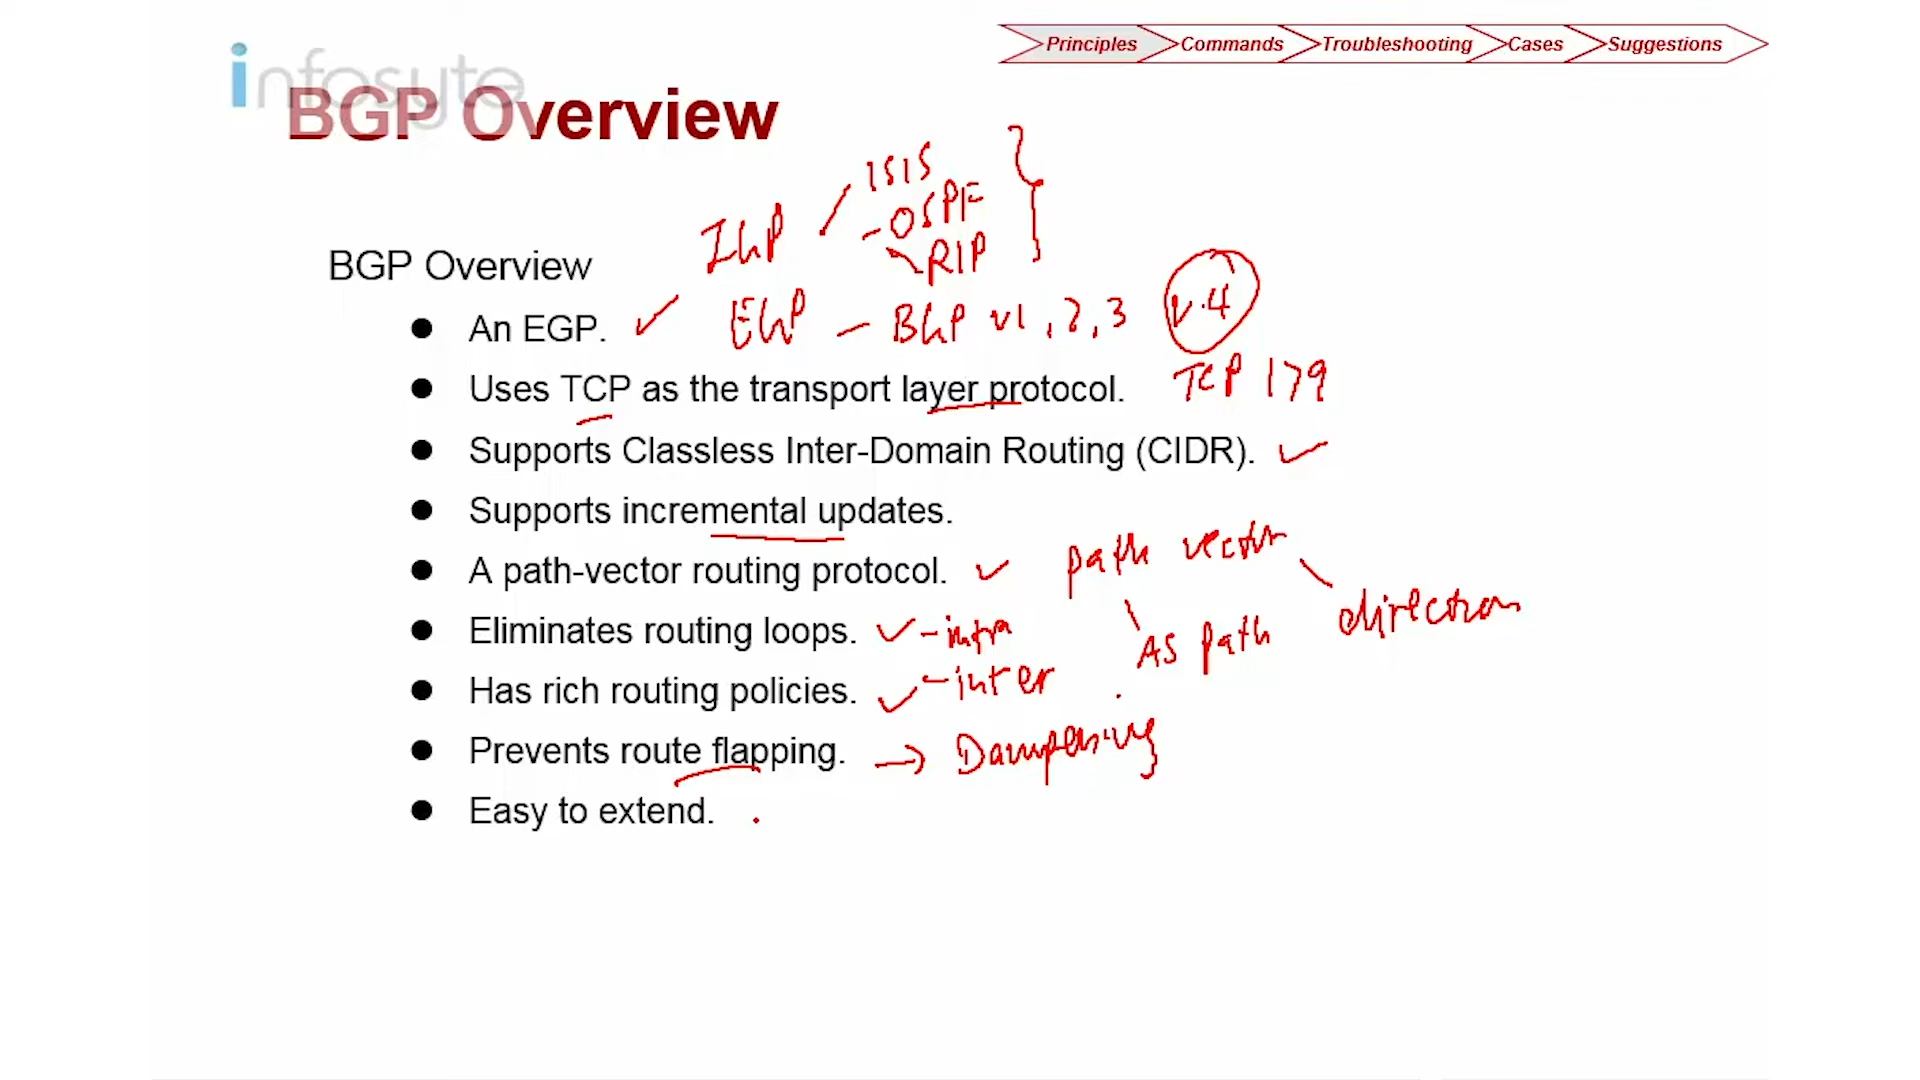 Principles Commands Troubleshooting Cases Suggestions
infosyte
BGP Overview
ISIS
IGP - OSPF
RIP
BGP Overview
An EGP. EGP - BGP v1, 2, 3 v.4
Uses TCP as the transport layer protocol. TCP 179
Supports Classless Inter-Domain Routing (CIDR).
Supports incremental updates.
A path-vector routing protocol. path vector
direction
Eliminates routing loops. - intra AS path
Has rich routing policies. - inter
Prevents route flapping. → Dampening
Easy to extend.